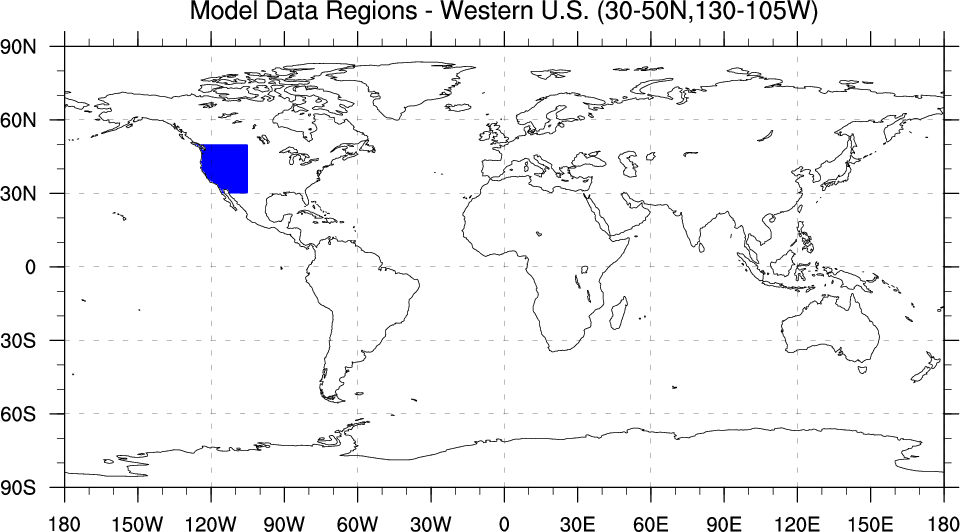 Model Data Regions - Western U.S. (30-50N,130-105W)
90N
60N
30N
0
30S
60S
90S
180 150W 120W 90W 60W 30W 0 30E 60E 90E 120E 150E 180